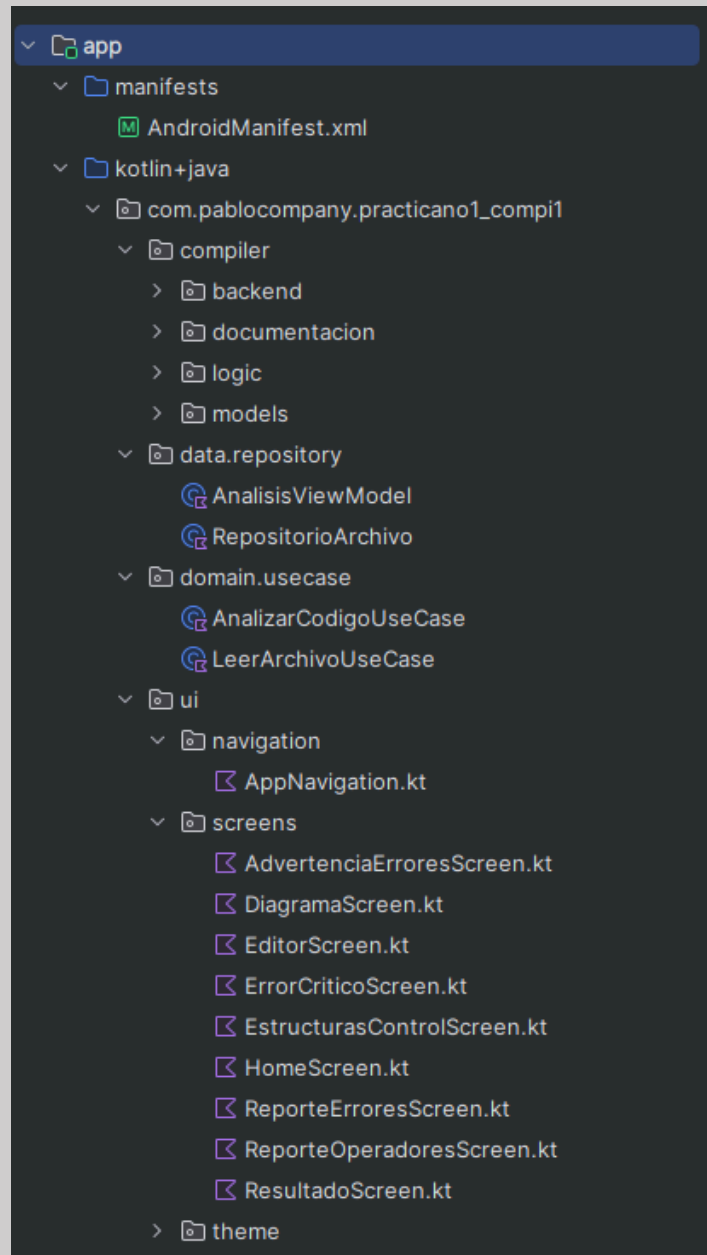 app
manifests
M AndroidManifest.xml
kotlin+java
com.pablocompany.practicano1_compi1
compiler
backend
documentacion
logic
models
data.repository
AnalisisViewModel
RepositorioArchivo
domain.usecase
AnalizarCodigoUseCase
LeerArchivoUseCase
ui
navigation
AppNavigation.kt
screens
AdvertenciaErroresScreen.kt
DiagramaScreen.kt
EditorScreen.kt
ErrorCriticoScreen.kt
EstructurasControlScreen.kt
HomeScreen.kt
ReporteErroresScreen.kt
ReporteOperadoresScreen.kt
ResultadoScreen.kt
theme